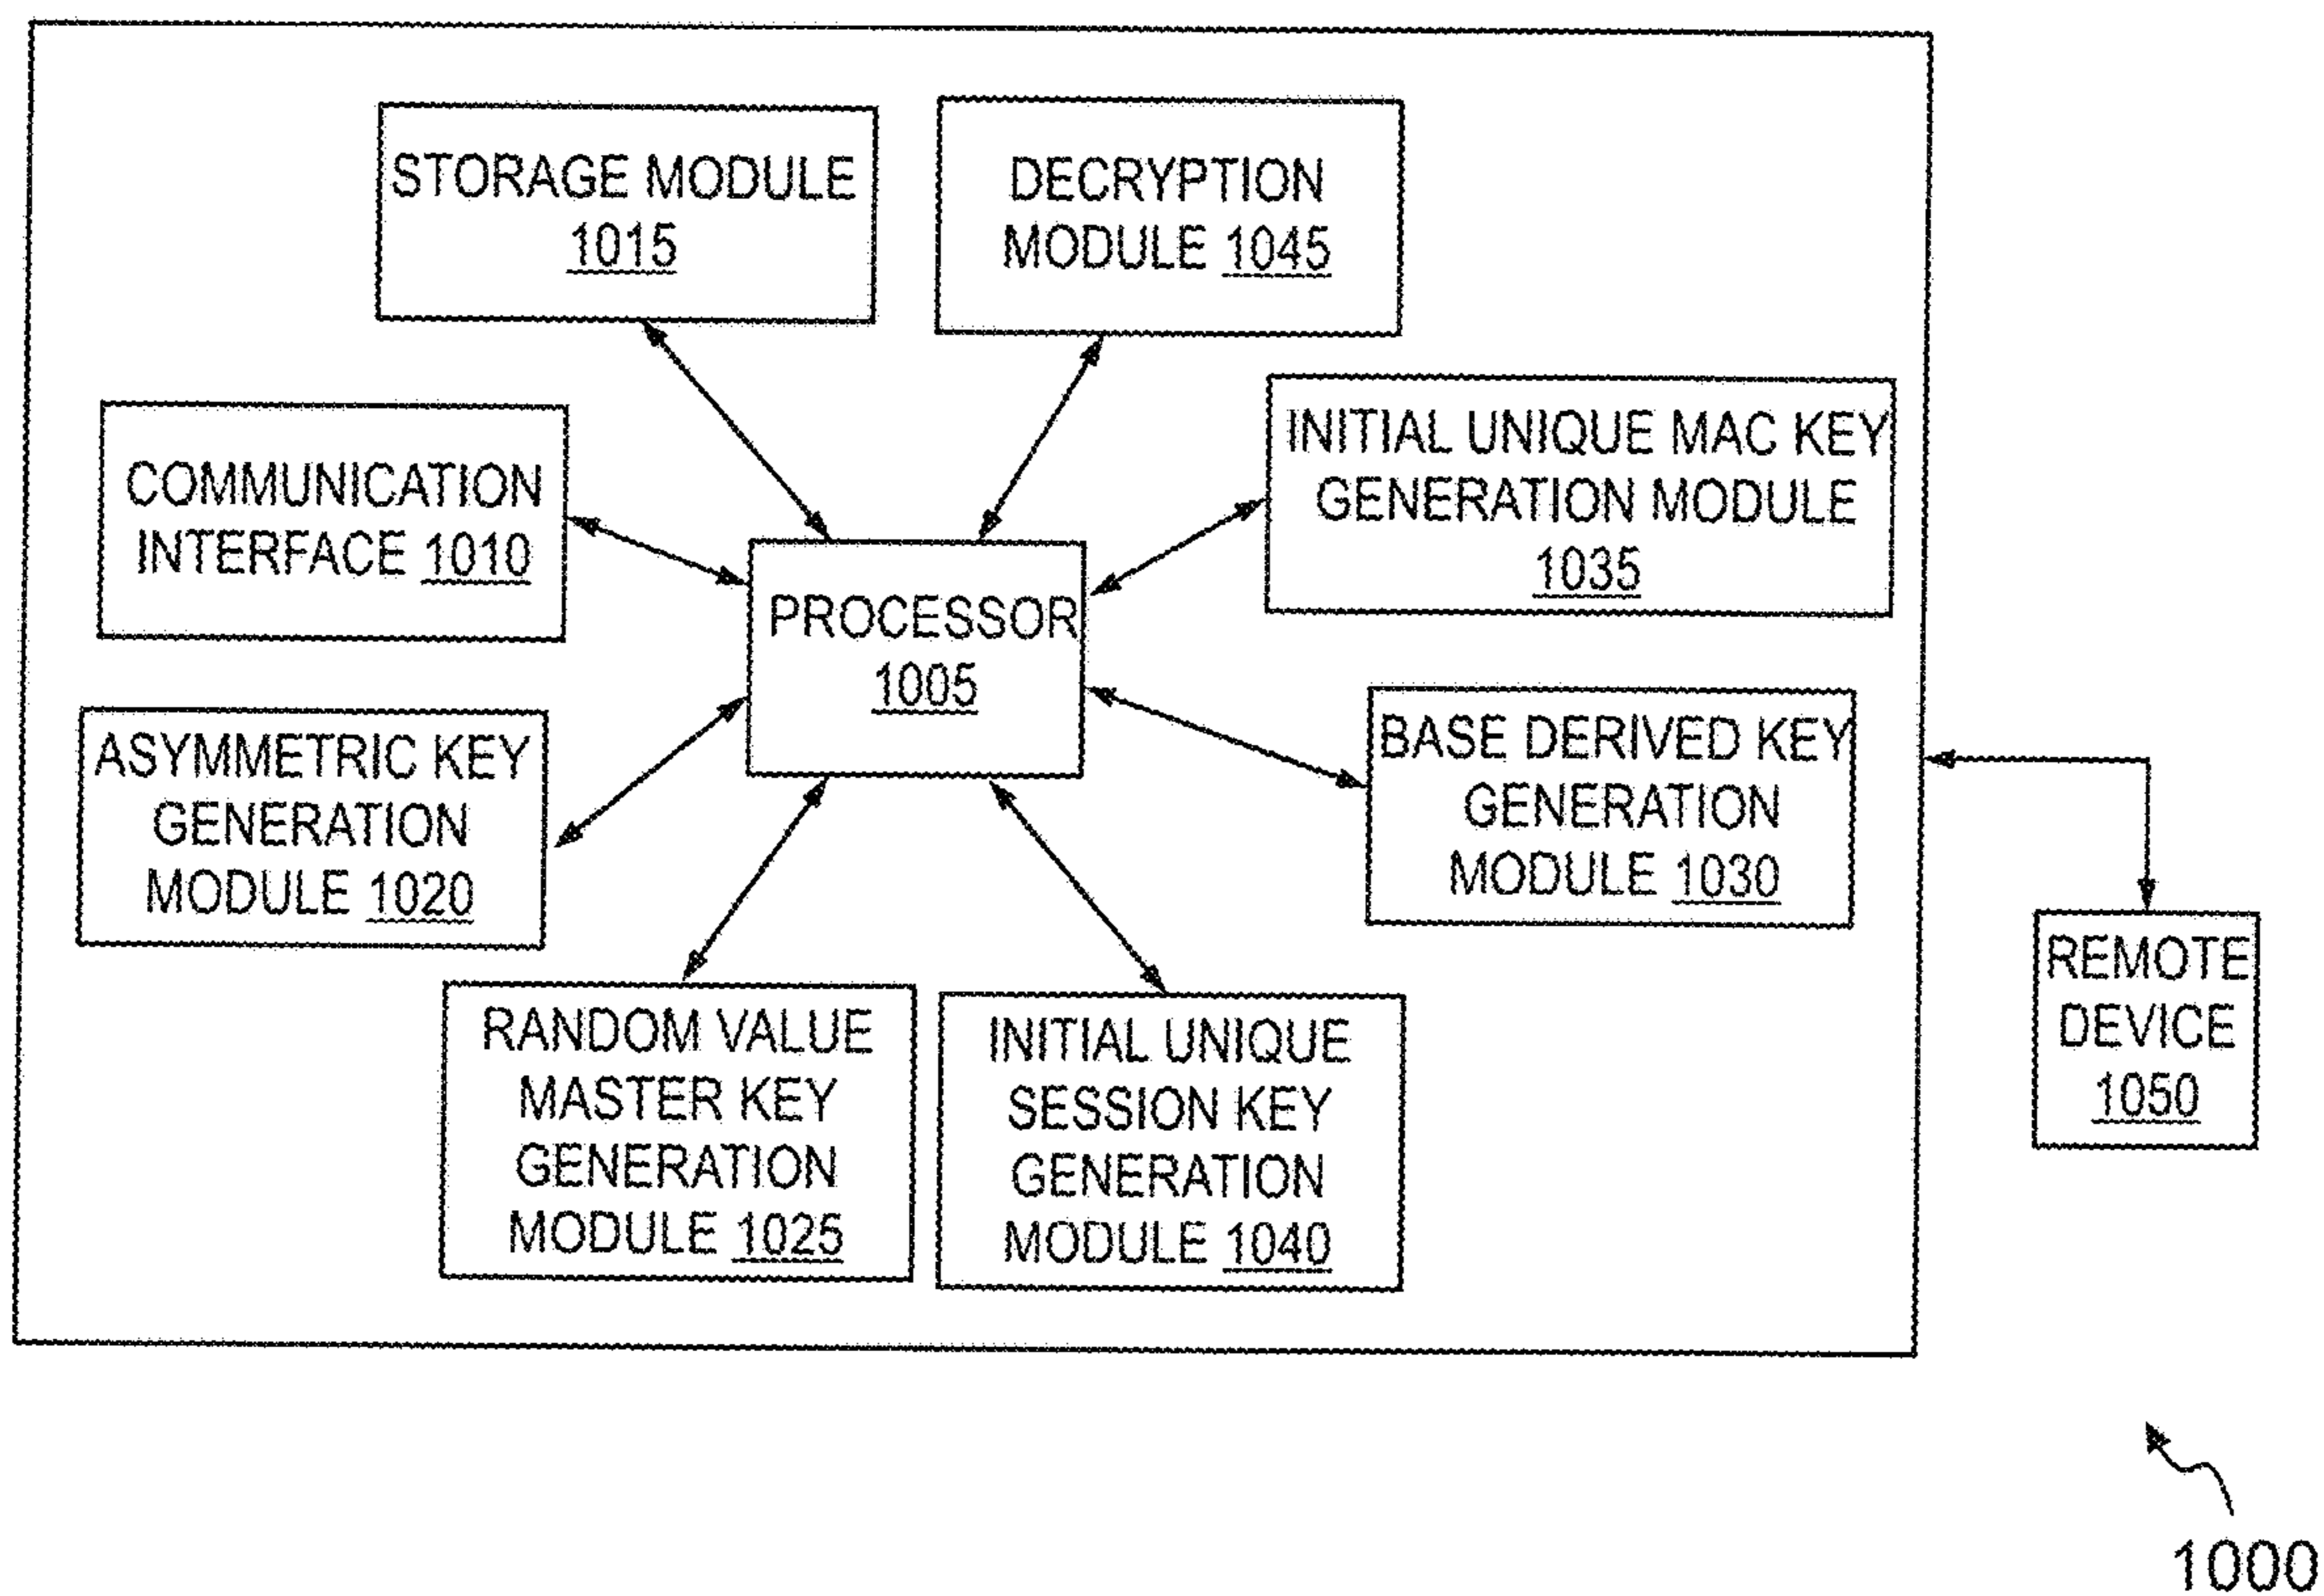 STORAGE MODULE
1015
DECRYPTION
MODULE 1045
COMMUNICATION
INTERFACE 1010
INITIAL UNIQUE MAC KEY
GENERATION MODULE
1035
PROCESSOR
1005
ASYMMETRIC KEY
GENERATION
MODULE 1020
BASE DERIVED KEY
GENERATION
MODULE 1030
RANDOM VALUE
MASTER KEY
GENERATION
MODULE 1025
INITIAL UNIQUE
SESSION KEY
GENERATION
MODULE 1040
REMOTE
DEVICE
1050
1000